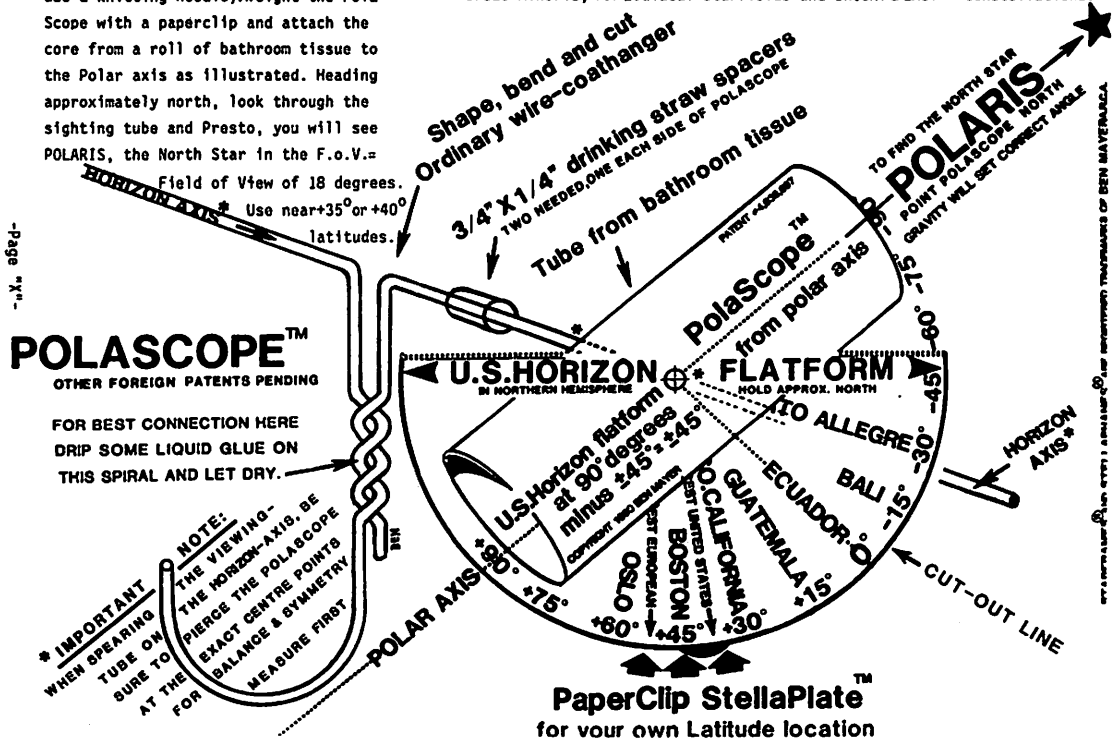 Scope with a paperclip and attach the
core from a roll of bathroom tissue to
the Polar axis as illustrated. Heading
approximately north, look through the
sighting tube and Presto, you will see
POLARIS, the North Star in the F.o.V.=
Field of View of 18 degrees.
Use near+35°or +40°
latitudes.
HORIZON AXIS*
-Page "X"-
Shape, bend and cut
Ordinary wire-coathanger
3/4" X 1/4" drinking straw spacers
TWO NEEDED,ONE EACH SIDE OF POLASCOPE
Tube from bathroom tissue
TO FIND THE NORTH STAR
POLARIS
POINT POLASCOPE NORTH
GRAVITY WILL SET CORRECT ANGLE
POLASCOPE™
OTHER FOREIGN PATENTS PENDING
FOR BEST CONNECTION HERE
DRIP SOME LIQUID GLUE ON
THIS SPIRAL AND LET DRY.
PolaScope™
from polar axis
U.S.HORIZON FLATFORM
IN NORTHERN HEMISPHERE
HOLD APPROX. NORTH
U.S.Horizon flatform
at 90° degrees
minus ±45°=±45°
COPYRIGHT 1980 BEN MAYER
-90°
-75°
-60°
-45°
-30°
-15°
0°
+15°
+30°
+45°
+60°
+75°
+90°
TO ALLEGRE
BALI
ECUADOR
GUATEMALA
SO.CALIFORNIA
BOSTON
OSLO
HORIZON
AXIS*
CUT-OUT LINE
POLAR AXIS
* IMPORTANT NOTE:
WHEN SPEARING THE VIEWING-
TUBE ON THE HORIZON-AXIS, BE
SURE TO PIERCE THE POLASCOPE
AT THE EXACT CENTRE POINTS
FOR BALANCE & SYMMETRY
MEASURE FIRST
PaperClip StellaPlate™
for your own Latitude location